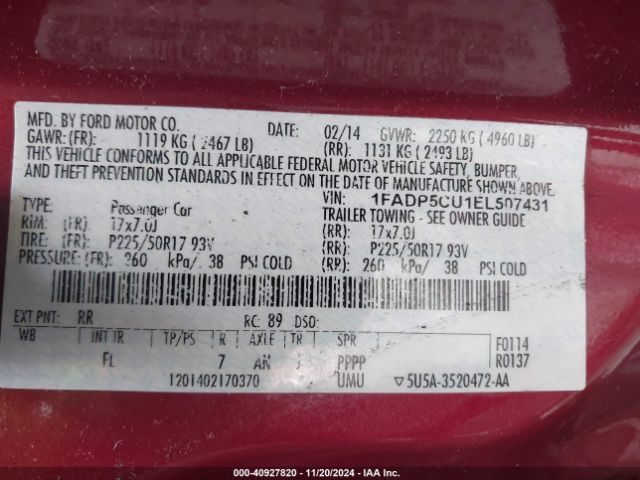 MFD. BY FORD MOTOR CO. DATE: 02/14 GVWR: 2250 KG ( 4960 LB)
GAWR:(FR): 1119 KG ( 2467 LB) (RR): 1131 KG ( 2493 LB)
THIS VEHICLE CONFORMS TO ALL APPLICABLE FEDERAL MOTOR VEHICLE SAFETY, BUMPER,
AND THEFT PREVENTION STANDARDS IN EFFECT ON THE DATE OF MANUFACTURE SHOWN ABOVE.
VIN: 1FADP5CU1EL507431
TYPE: Passenger Car TRAILER TOWING - SEE OWNER GUIDE
RIM: (FR): 17x7.0J (RR): 17x7.0J
TIRE: (FR): P225/50R17 93V (RR): P225/50R17 93V
PRESSURE: (FR): 260 kPa/ 38 PSI COLD (RR): 260 kPa/ 38 PSI COLD
EXT PNT: RR RC: 89 DSO:
WB INT TR TP/PS R AXLE TR SPR F0114
FL 7 AN J PPPP R0137
1201402170370 UMU ▽5U5A-3520472-AA
000-40927820 - 11/20/2024 - IAAI.COM